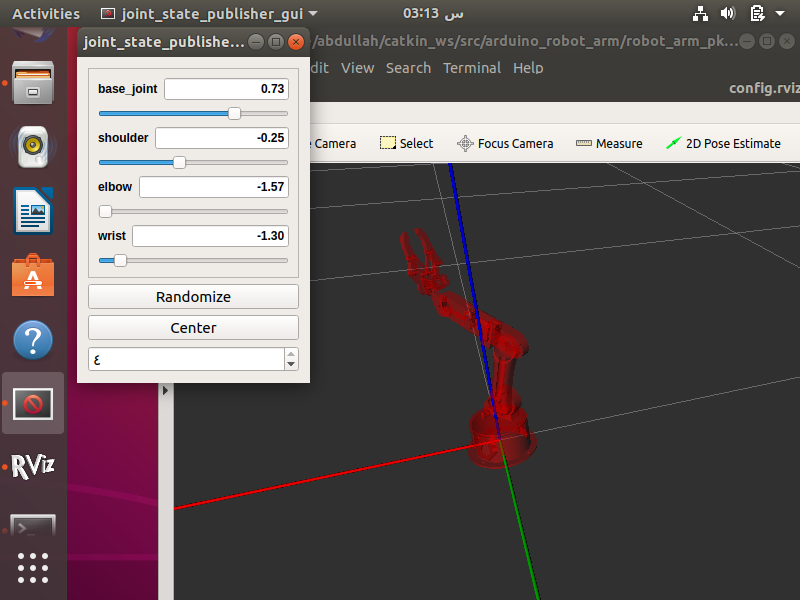 Activities
joint_state_publisher_gui
03:13 س
joint_state_publishe...
/abdullah/catkin_ws/src/arduino_robot_arm/robot_arm_pk...
dit View Search Terminal Help
config.rviz
base_joint 0.73
e Camera Select Focus Camera Measure 2D Pose Estimate
shoulder -0.25
elbow -1.57
wrist -1.30
Randomize
Center
٤
RViz